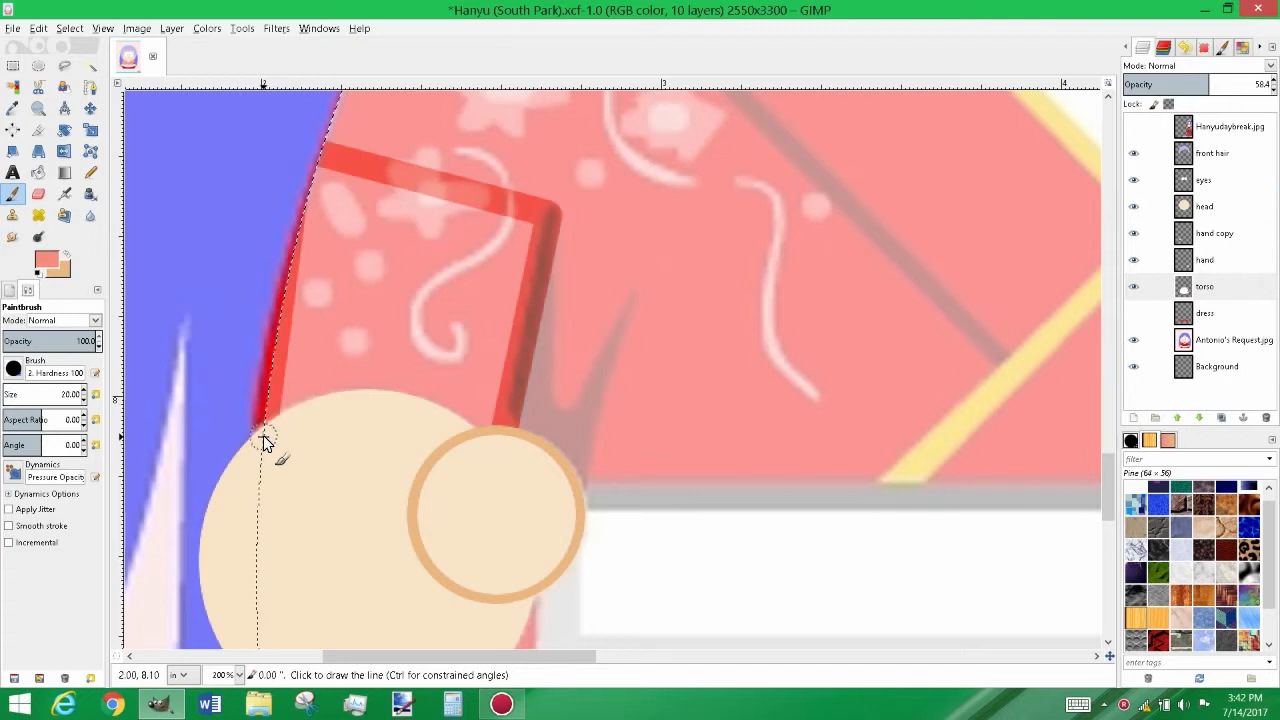 *Hanyu (South Park).xcf-1.0 (RGB color, 10 layers) 2550x3300 – GIMP
File Edit Select View Image Layer Colors Tools Filters Windows Help
2 3 4
8
Mode: Normal
Opacity 58.4
Lock:
Hanyudaybreak.jpg
front hair
eyes
head
hand copy
hand
torso
dress
Antonio's Request.jpg
Background
Paintbrush
Mode: Normal
Opacity 100.0
Brush
2. Hardness 100
Size 20.00
Aspect Ratio 0.00
Angle 0.00
Dynamics
Pressure Opacity
Dynamics Options
Apply Jitter
Smooth stroke
Incremental
filter
Pine (64 × 56)
enter tags
2.00, 8.10 in 200% 0.00 ". Click to draw the line (Ctrl for constrained angles)
3:42 PM
7/14/2017